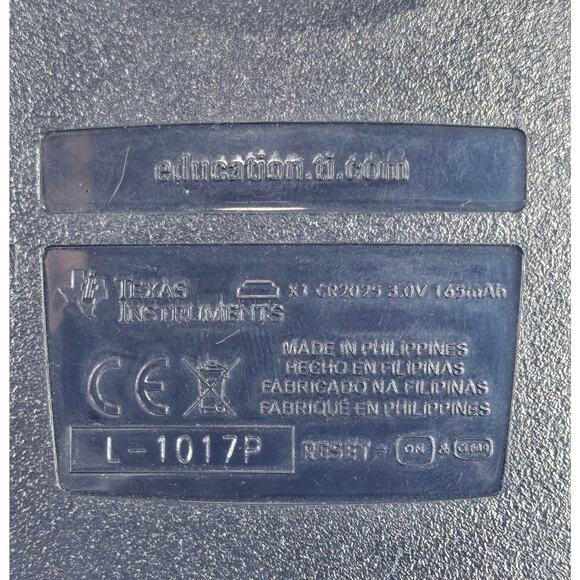 education.ti.com
TEXAS
INSTRUMENTS
X1 CR2025 3.0V 165mAh
MADE IN PHILIPPINES
HECHO EN FILIPINAS
FABRICADO NA FILIPINAS
FABRIQUÉ EN PHILIPPINES
CE
L-1017P
RESET - ON & CLEAR